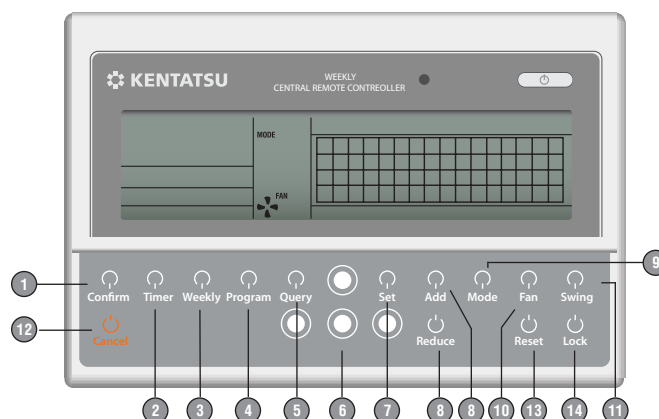 KENTATSU
WEEKLY
CENTRAL REMOTE CONTREOLLER
MODE
FAN
1
Confirm Timer Weekly Program Query Set Add Mode Fan Swing
9
12
Cancel Reduce Reset Lock
11
2 3 4 5 6 7 8 8 10 13 14